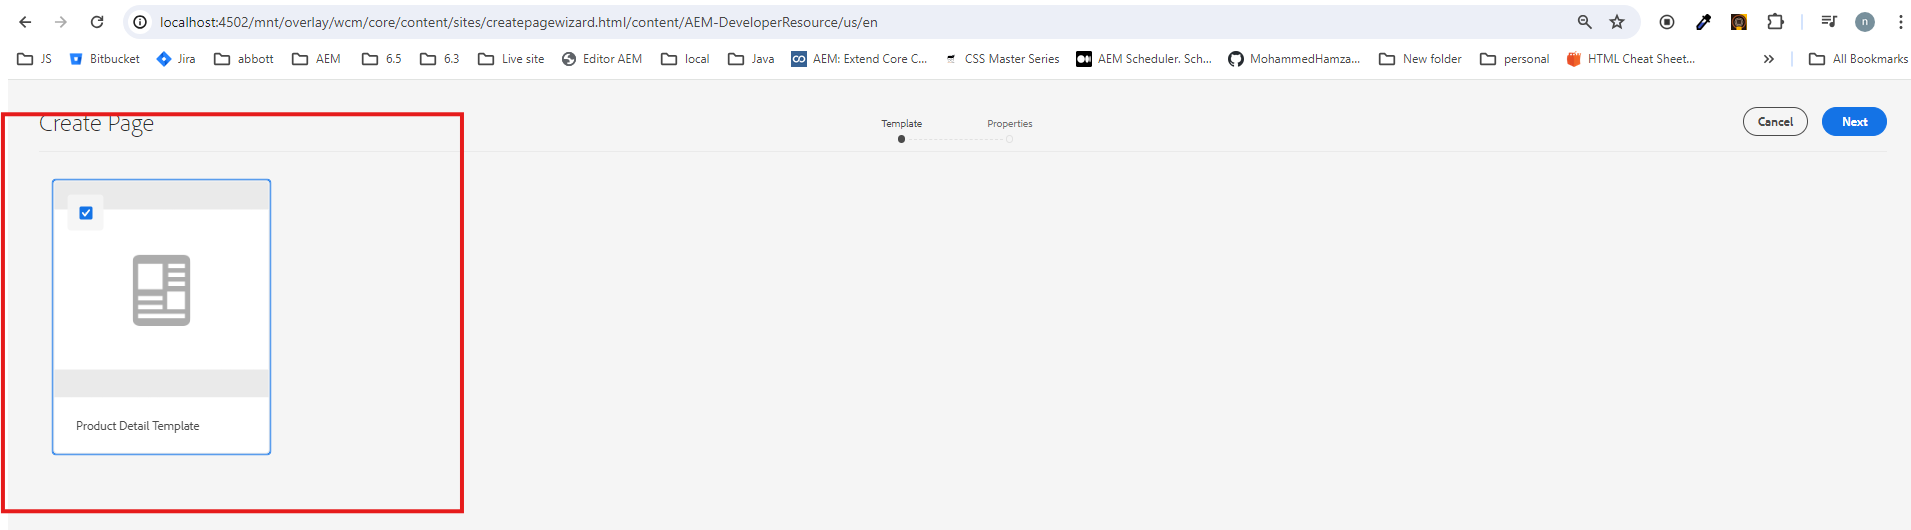 localhost:4502/mnt/overlay/wcm/core/content/sites/createpagewizard.html/content/AEM-DeveloperResource/us/en
n
JS Bitbucket Jira abbott AEM 6.5 6.3 Live site Editor AEM local Java AEM: Extend Core C... CSS Master Series AEM Scheduler. Sch... MohammedHamza... New folder personal HTML Cheat Sheet... » All Bookmarks
Create Page
Template Properties
Cancel Next
Product Detail Template